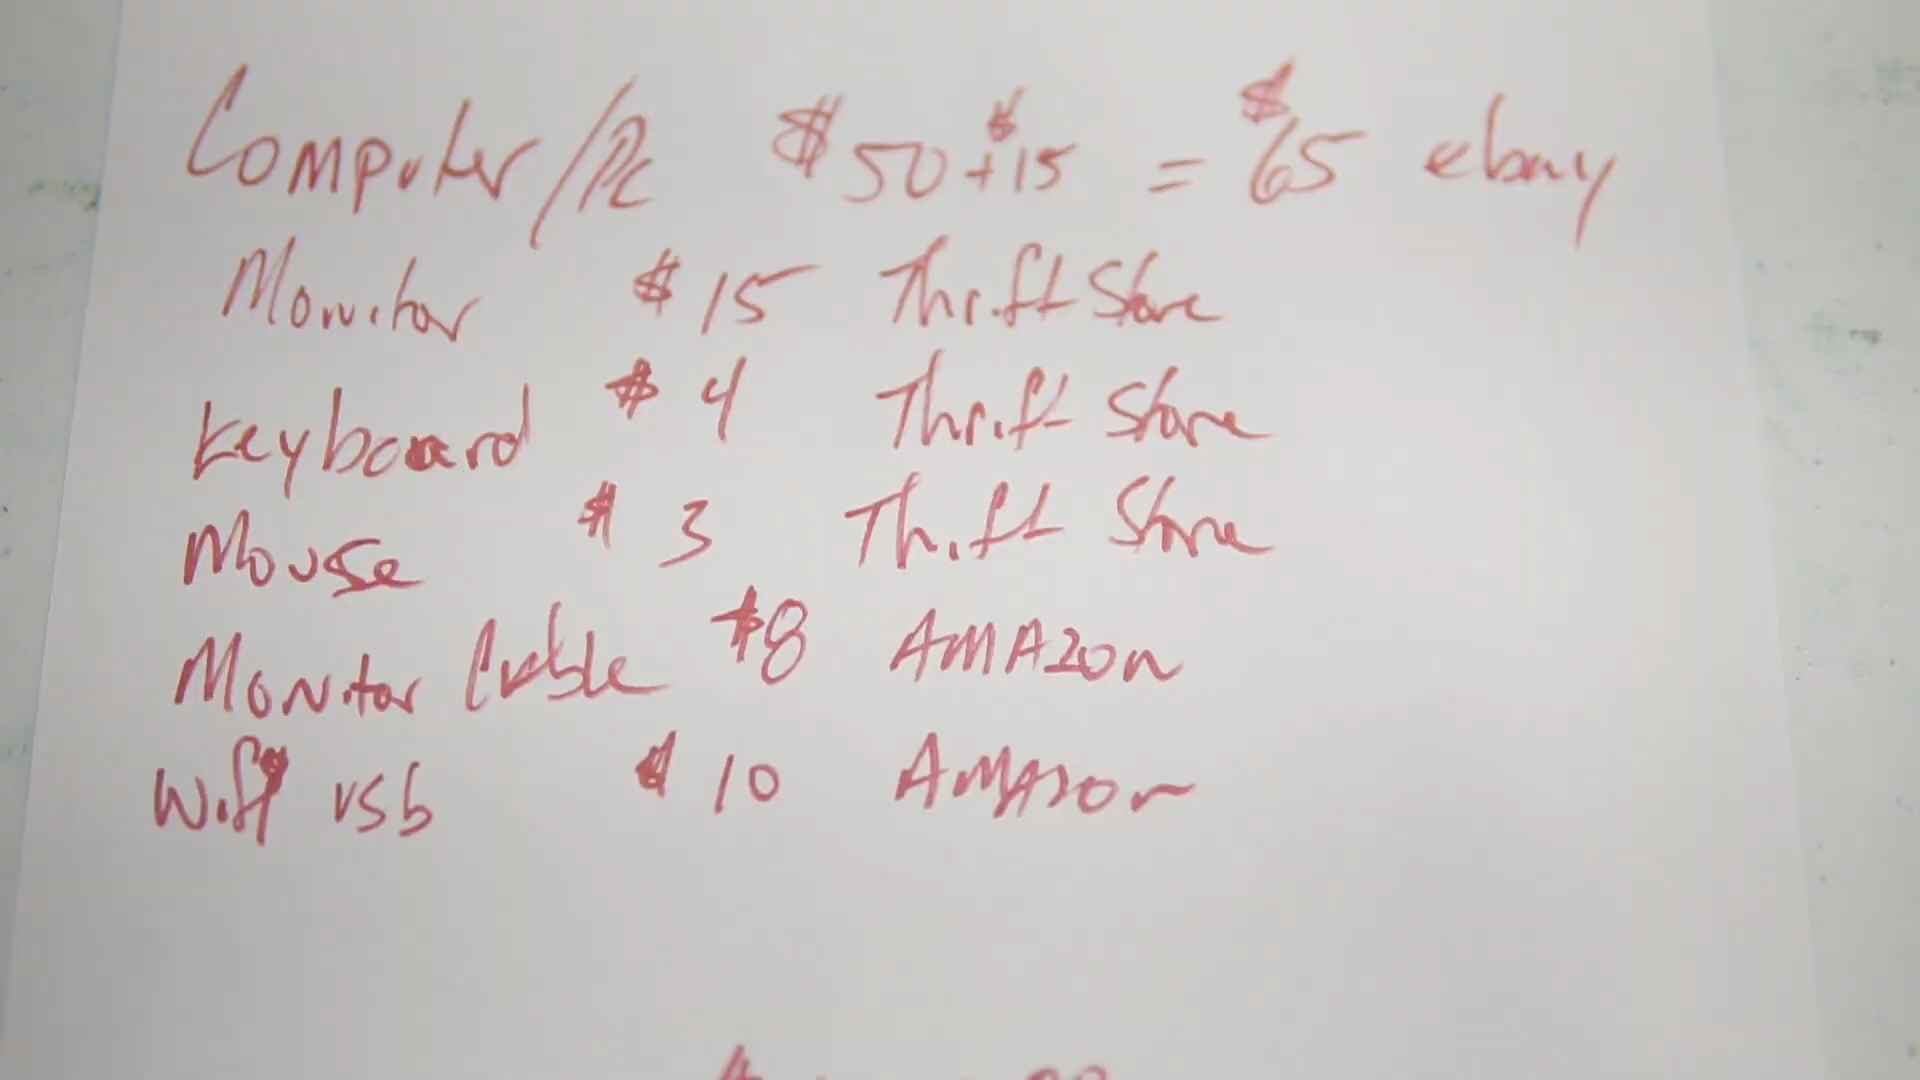 Computer/Pc $50 + $15 = $65 ebay
Monitor $15 Thrift Store
Keyboard $4 Thrift Store
Mouse $3 Thrift Store
Monitor Cable $8 AMAZon
Wifi usb $10 AMAZon